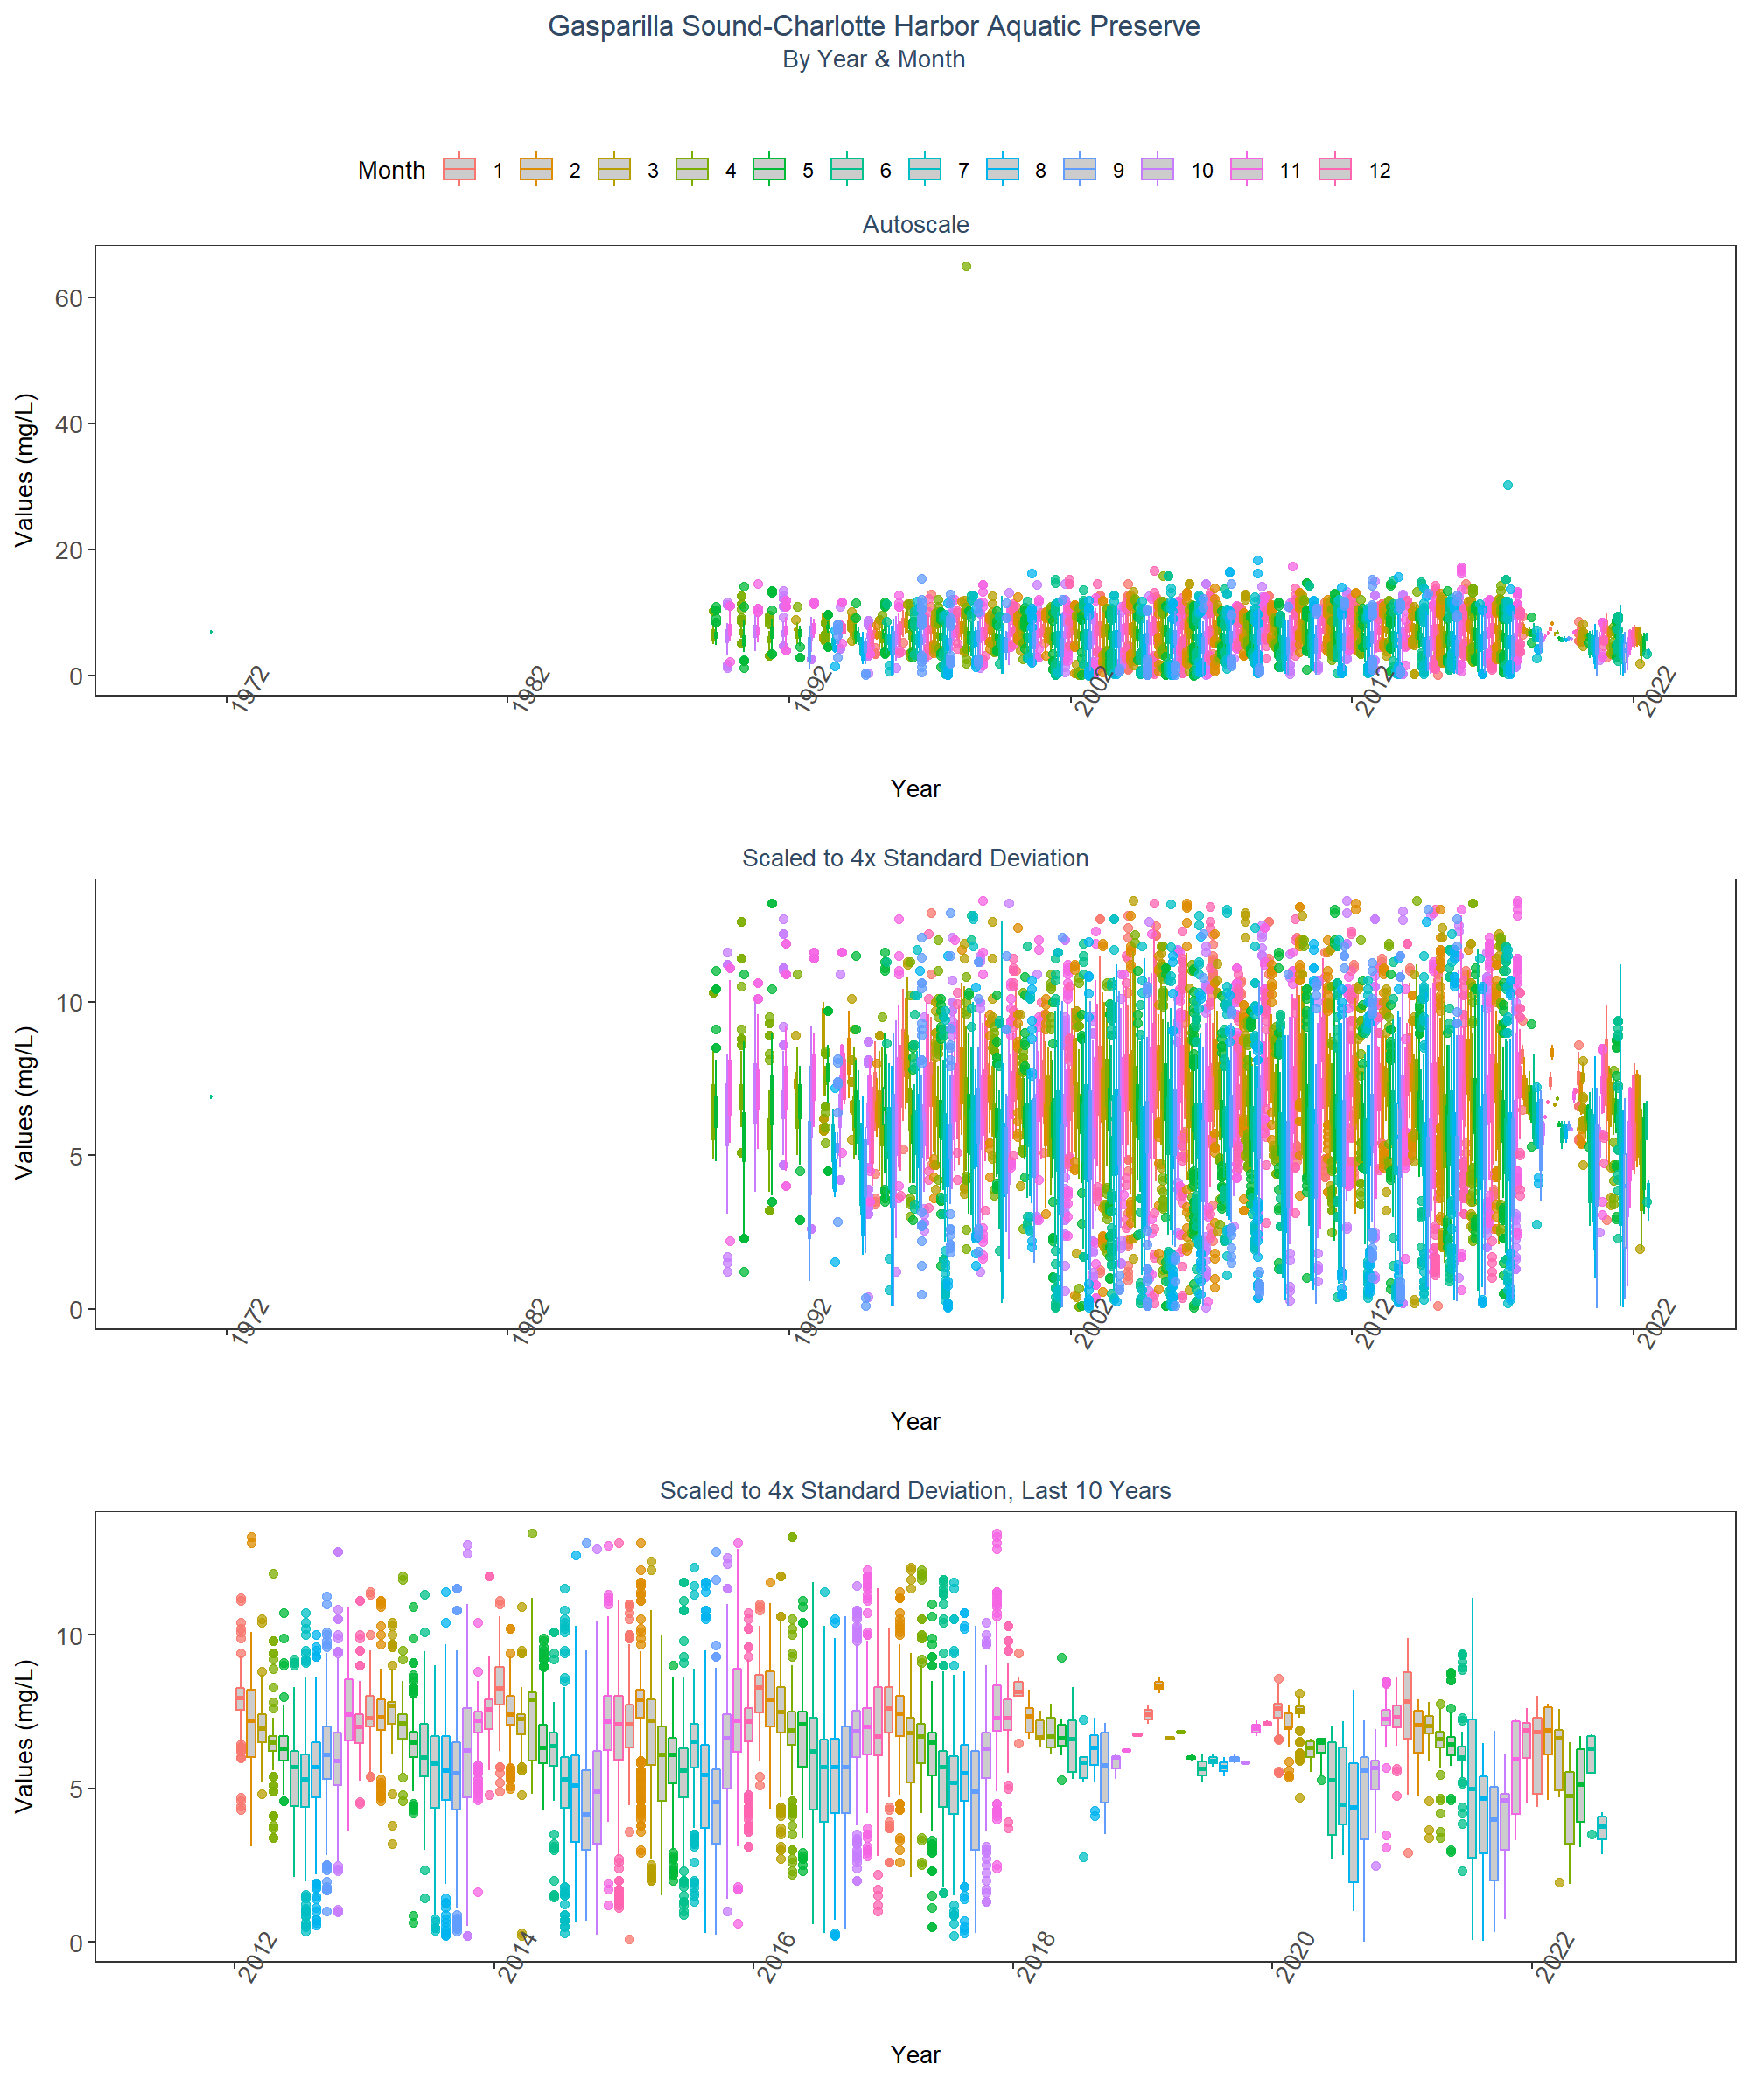 Gasparilla Sound-Charlotte Harbor Aquatic Preserve
By Year & Month
Month 1 2 3 4 5 6 7 8 9 10 11 12
Autoscale
Values (mg/L)
60
40
20
0
1972 1982 1992 2002 2012 2022
Year
Scaled to 4x Standard Deviation
Values (mg/L)
10
5
0
1972 1982 1992 2002 2012 2022
Year
Scaled to 4x Standard Deviation, Last 10 Years
Values (mg/L)
10
5
0
2012 2014 2016 2018 2020 2022
Year